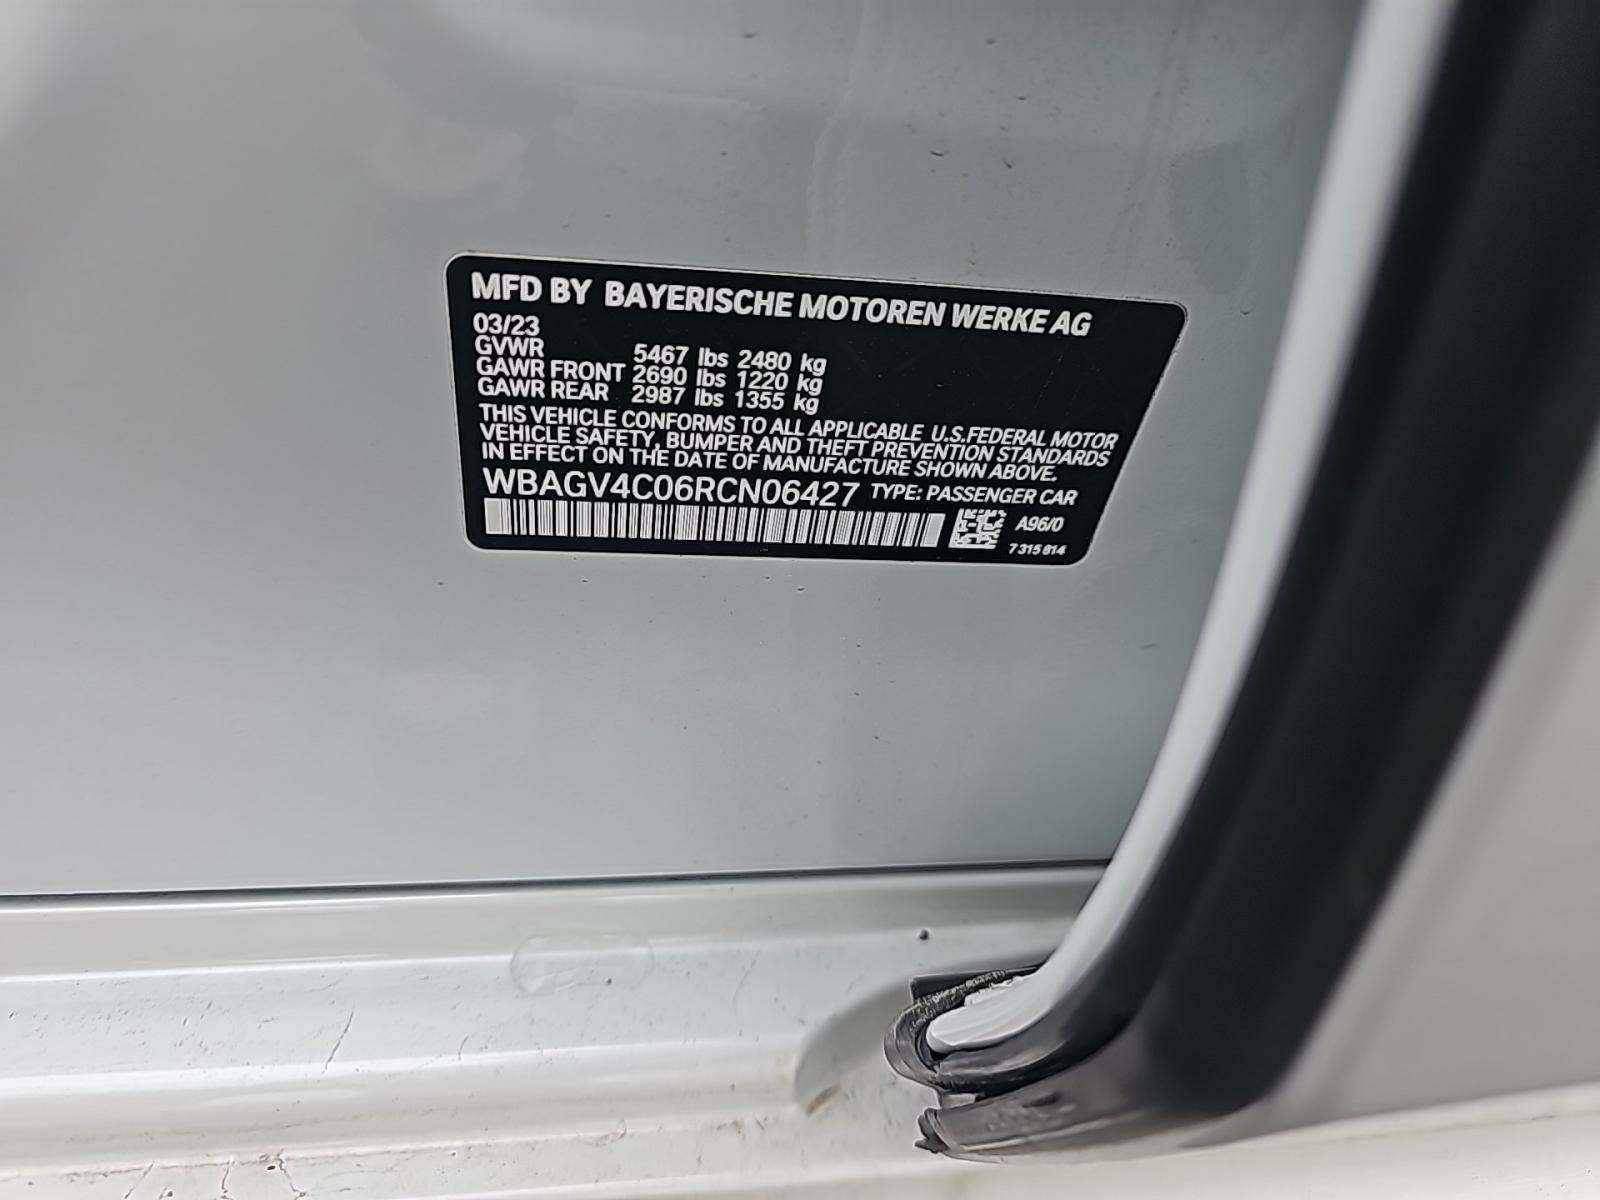 MFD BY BAYERISCHE MOTOREN WERKE AG
03/23
GVWR 5467 lbs 2480 kg
GAWR FRONT 2690 lbs 1220 kg
GAWR REAR 2987 lbs 1355 kg
THIS VEHICLE CONFORMS TO ALL APPLICABLE U.S.FEDERAL MOTOR
VEHICLE SAFETY, BUMPER AND THEFT PREVENTION STANDARDS
IN EFFECT ON THE DATE OF MANUFACTURE SHOWN ABOVE.
WBAGV4C06RCN06427 TYPE: PASSENGER CAR
A96/0
7 315 814